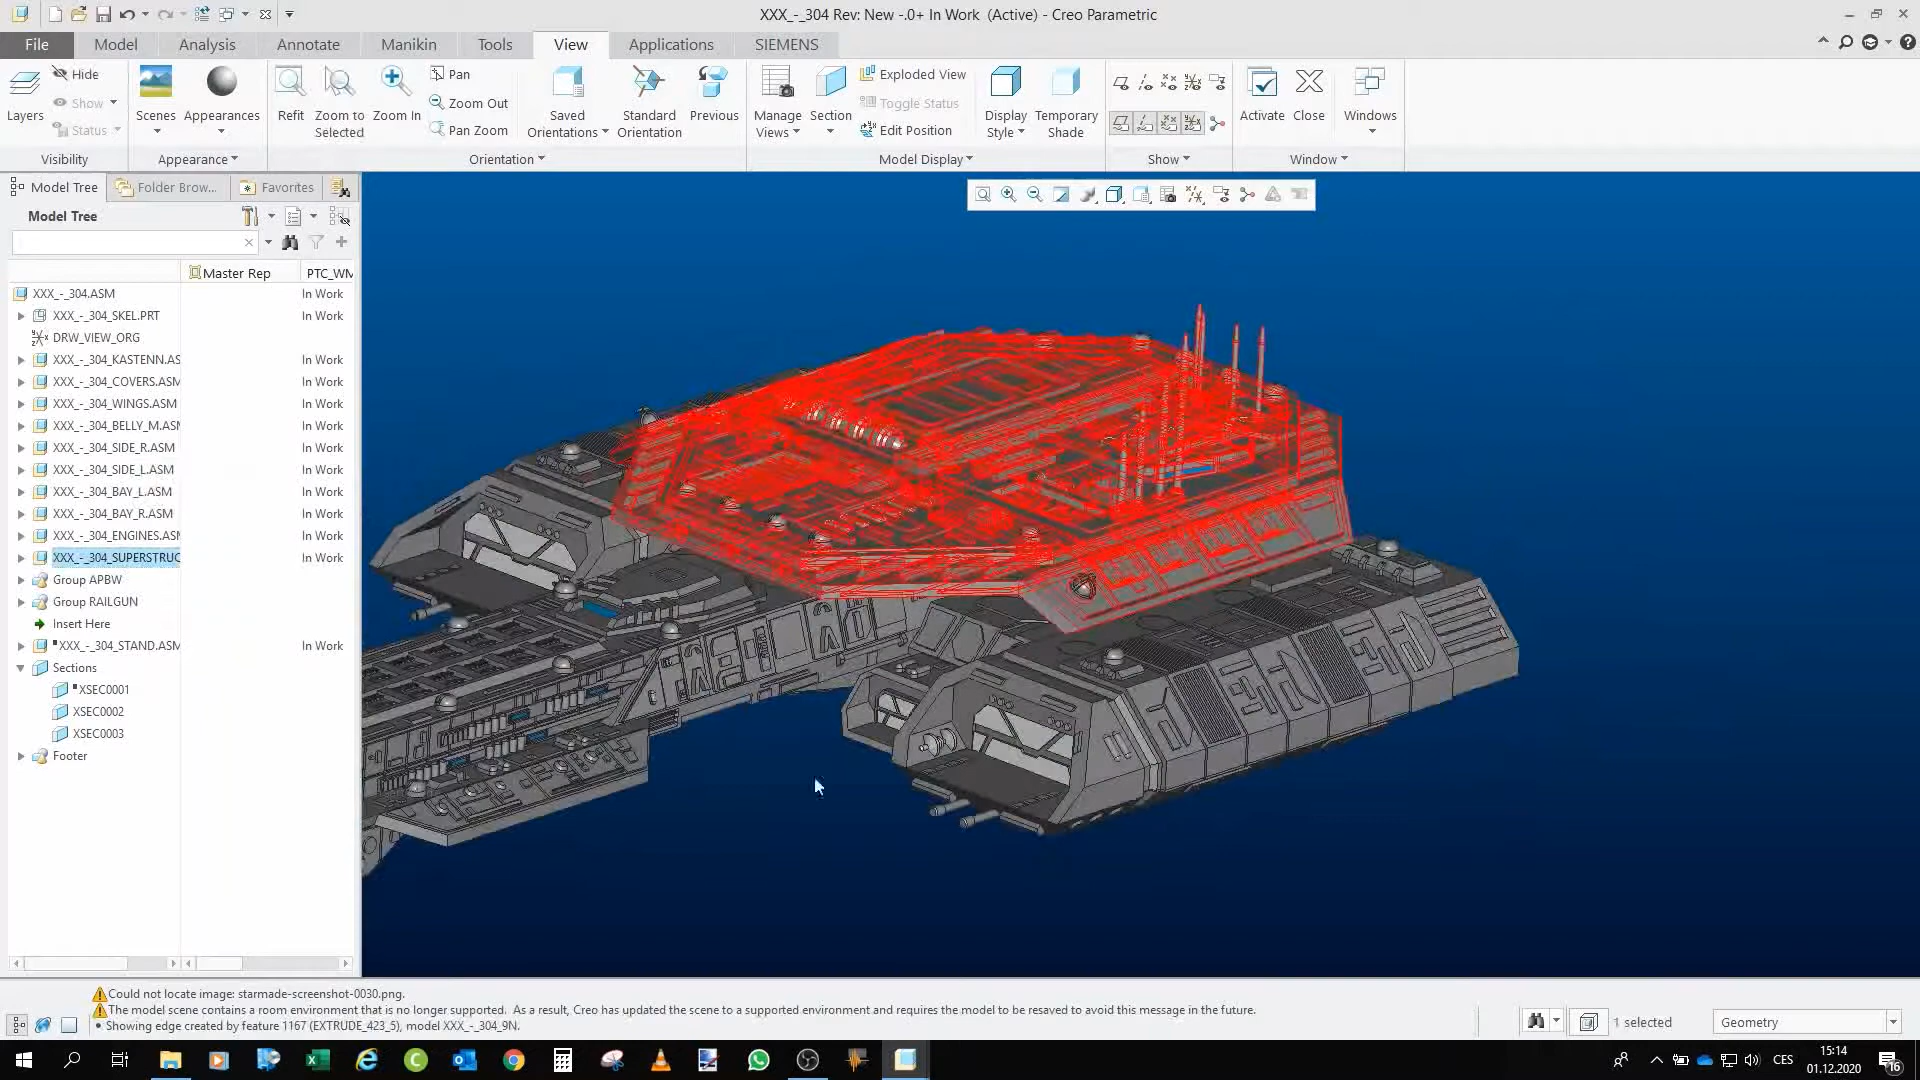 XXX_-_304 Rev: New -.0+ In Work (Active) - Creo Parametric
File Model Analysis Annotate Manikin Tools View Applications SIEMENS
Hide
Show
Status
Layers
Scenes Appearances
Refit Zoom to Selected Zoom In
Pan
Zoom Out
Pan Zoom
Saved Orientations Standard Orientation Previous
Manage Views Section
Exploded View
Toggle Status
Edit Position
Display Style Temporary Shade
Activate Close Windows
Visibility Appearance Orientation Model Display Show Window
Model Tree Folder Brow... Favorites
Model Tree
Master Rep PTC_WM
XXX_-_304.ASM In Work
XXX_-_304_SKEL.PRT In Work
DRW_VIEW_ORG
XXX_-_304_KASTENN.AS In Work
XXX_-_304_COVERS.ASM In Work
XXX_-_304_WINGS.ASM In Work
XXX_-_304_BELLY_M.ASM In Work
XXX_-_304_SIDE_R.ASM In Work
XXX_-_304_SIDE_L.ASM In Work
XXX_-_304_BAY_L.ASM In Work
XXX_-_304_BAY_R.ASM In Work
XXX_-_304_ENGINES.ASM In Work
XXX_-_304_SUPERSTRUC In Work
Group APBW
Group RAILGUN
Insert Here
XXX_-_304_STAND.ASM In Work
Sections
XSEC0001
XSEC0002
XSEC0003
Footer
Could not locate image: starmade-screenshot-0030.png.
The model scene contains a room environment that is no longer supported. As a result, Creo has updated the scene to a supported environment and requires the model to be resaved to avoid this message in the future.
• Showing edge created by feature 1167 (EXTRUDE_423_5), model XXX_-_304_9N.
1 selected
Geometry
CES
15:14
01.12.2020
16